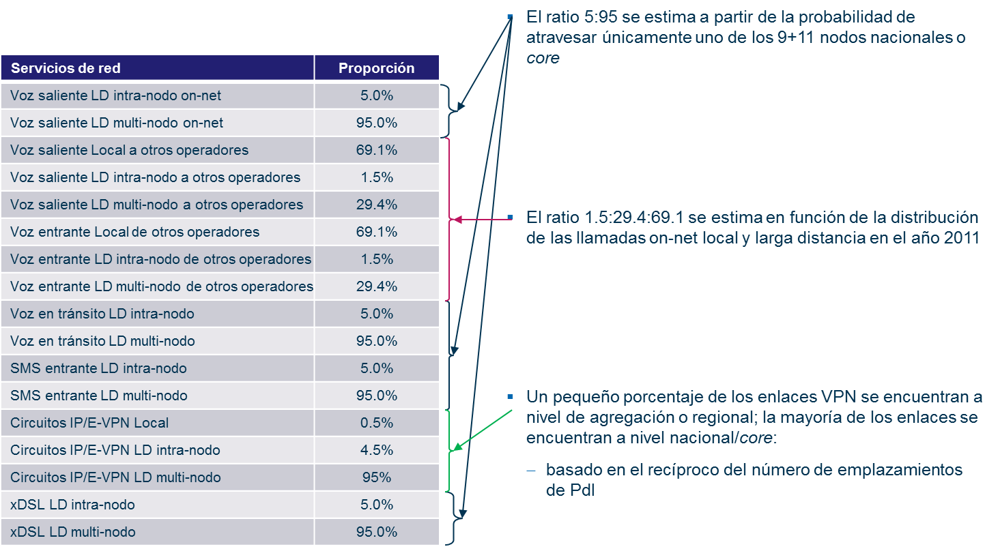 El ratio 5:95 se estima a partir de la probabilidad de
atravesar únicamente uno de los 9+11 nodos nacionales o
core
Servicios de red Proporción
Voz saliente LD intra-nodo on-net 5.0%
Voz saliente LD multi-nodo on-net 95.0%
Voz saliente Local a otros operadores 69.1%
Voz saliente LD intra-nodo a otros operadores 1.5%
Voz saliente LD multi-nodo a otros operadores 29.4%
Voz entrante Local de otros operadores 69.1%
Voz entrante LD intra-nodo de otros operadores 1.5%
Voz entrante LD multi-nodo de otros operadores 29.4%
Voz en tránsito LD intra-nodo 5.0%
Voz en tránsito LD multi-nodo 95.0%
SMS entrante LD intra-nodo 5.0%
SMS entrante LD multi-nodo 95.0%
Circuitos IP/E-VPN Local 0.5%
Circuitos IP/E-VPN LD intra-nodo 4.5%
Circuitos IP/E-VPN LD multi-nodo 95%
xDSL LD intra-nodo 5.0%
xDSL LD multi-nodo 95.0%
El ratio 1.5:29.4:69.1 se estima en función de la distribución
de las llamadas on-net local y larga distancia en el año 2011
Un pequeño porcentaje de los enlaces VPN se encuentran a
nivel de agregación o regional; la mayoría de los enlaces se
encuentran a nivel nacional/core:
– basado en el recíproco del número de emplazamientos
de PdI